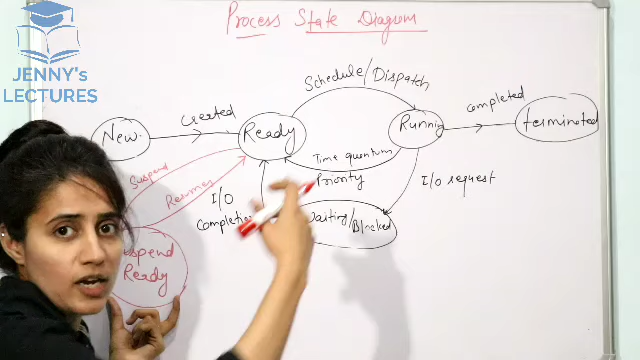 Process State Diagram
JENNY's
LECTURES
New.
created
Ready
Schedule/Dispatch
Running
completed
terminated
Time quantum
Priority
I/O request
Suspend
Resumes
I/O
Completion
Waiting/Blocked
Suspend
Ready